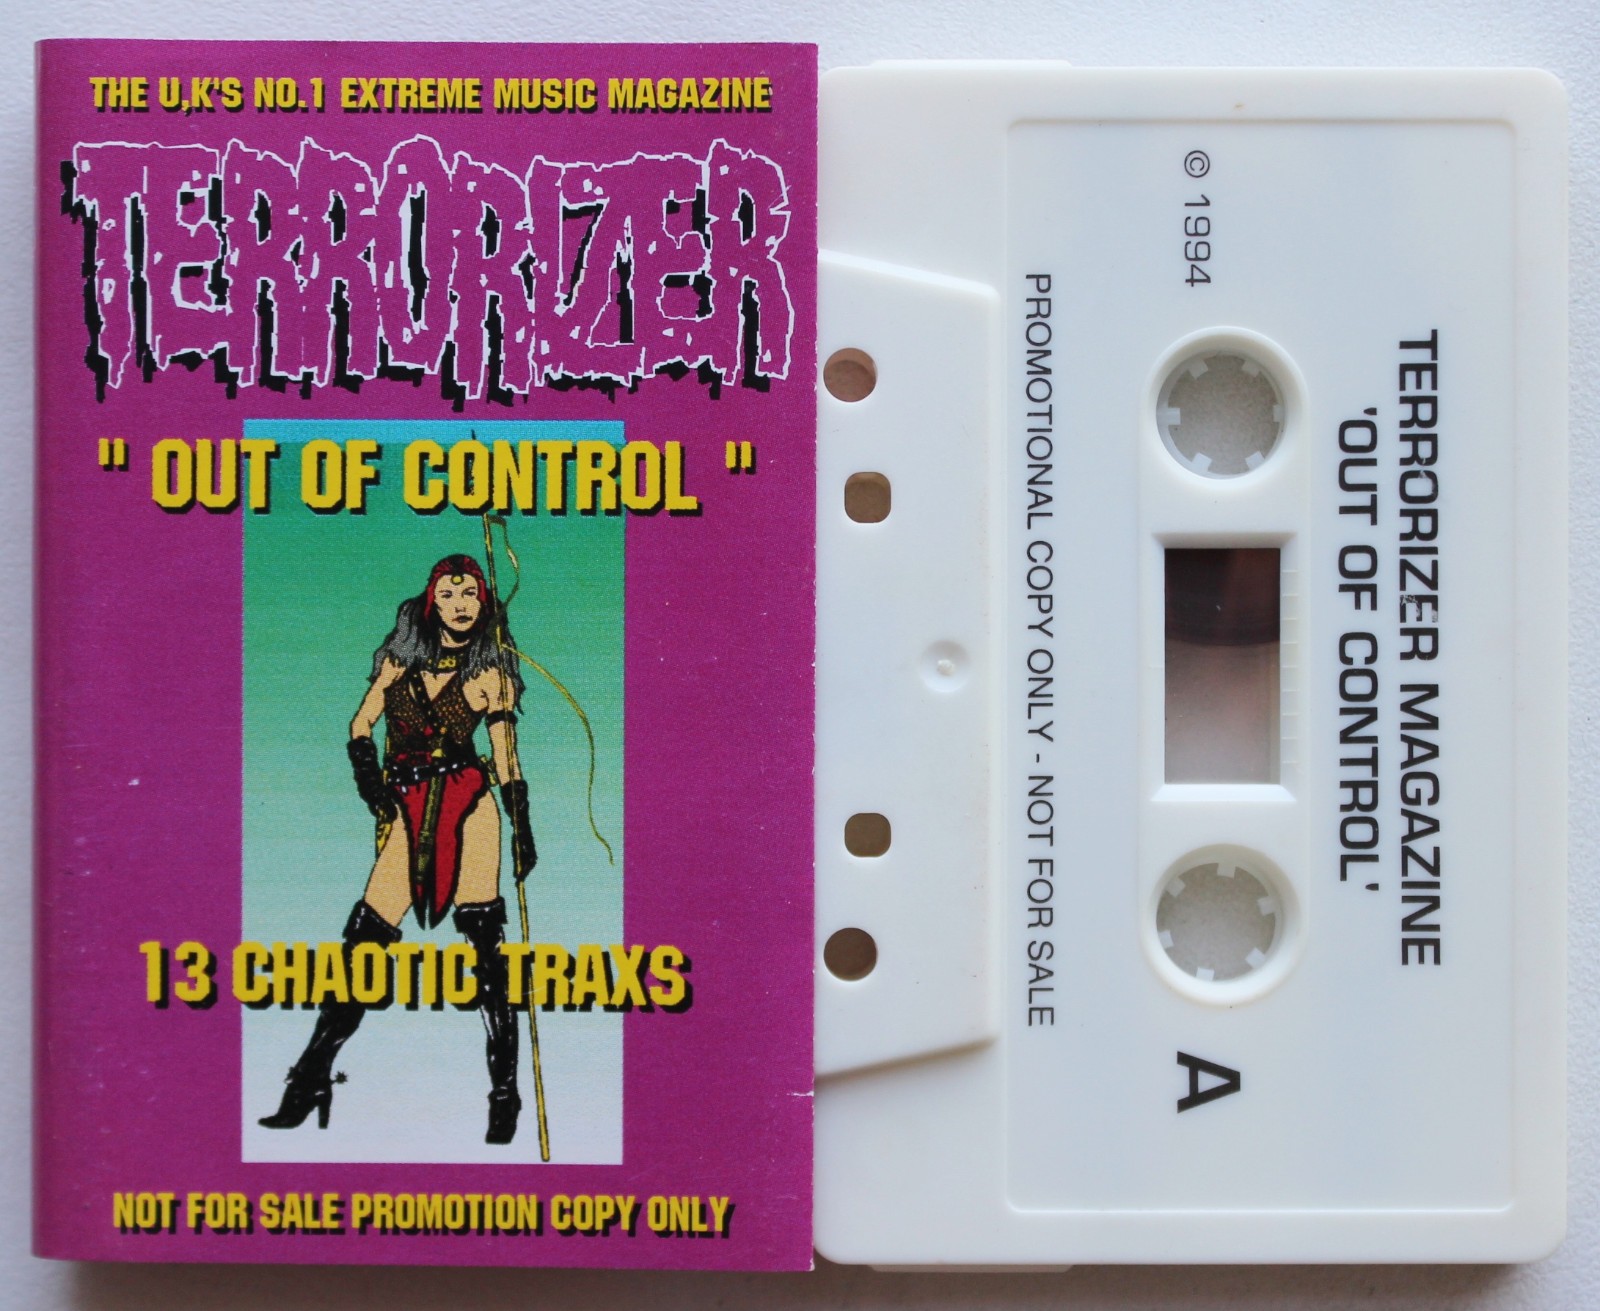 THE U,K'S NO.1 EXTREME MUSIC MAGAZINE
TERRORIZER
" OUT OF CONTROL "
13 CHAOTIC TRAXS
NOT FOR SALE PROMOTION COPY ONLY
TERRORIZER MAGAZINE
'OUT OF CONTROL'
© 1994
A
PROMOTIONAL COPY ONLY - NOT FOR SALE